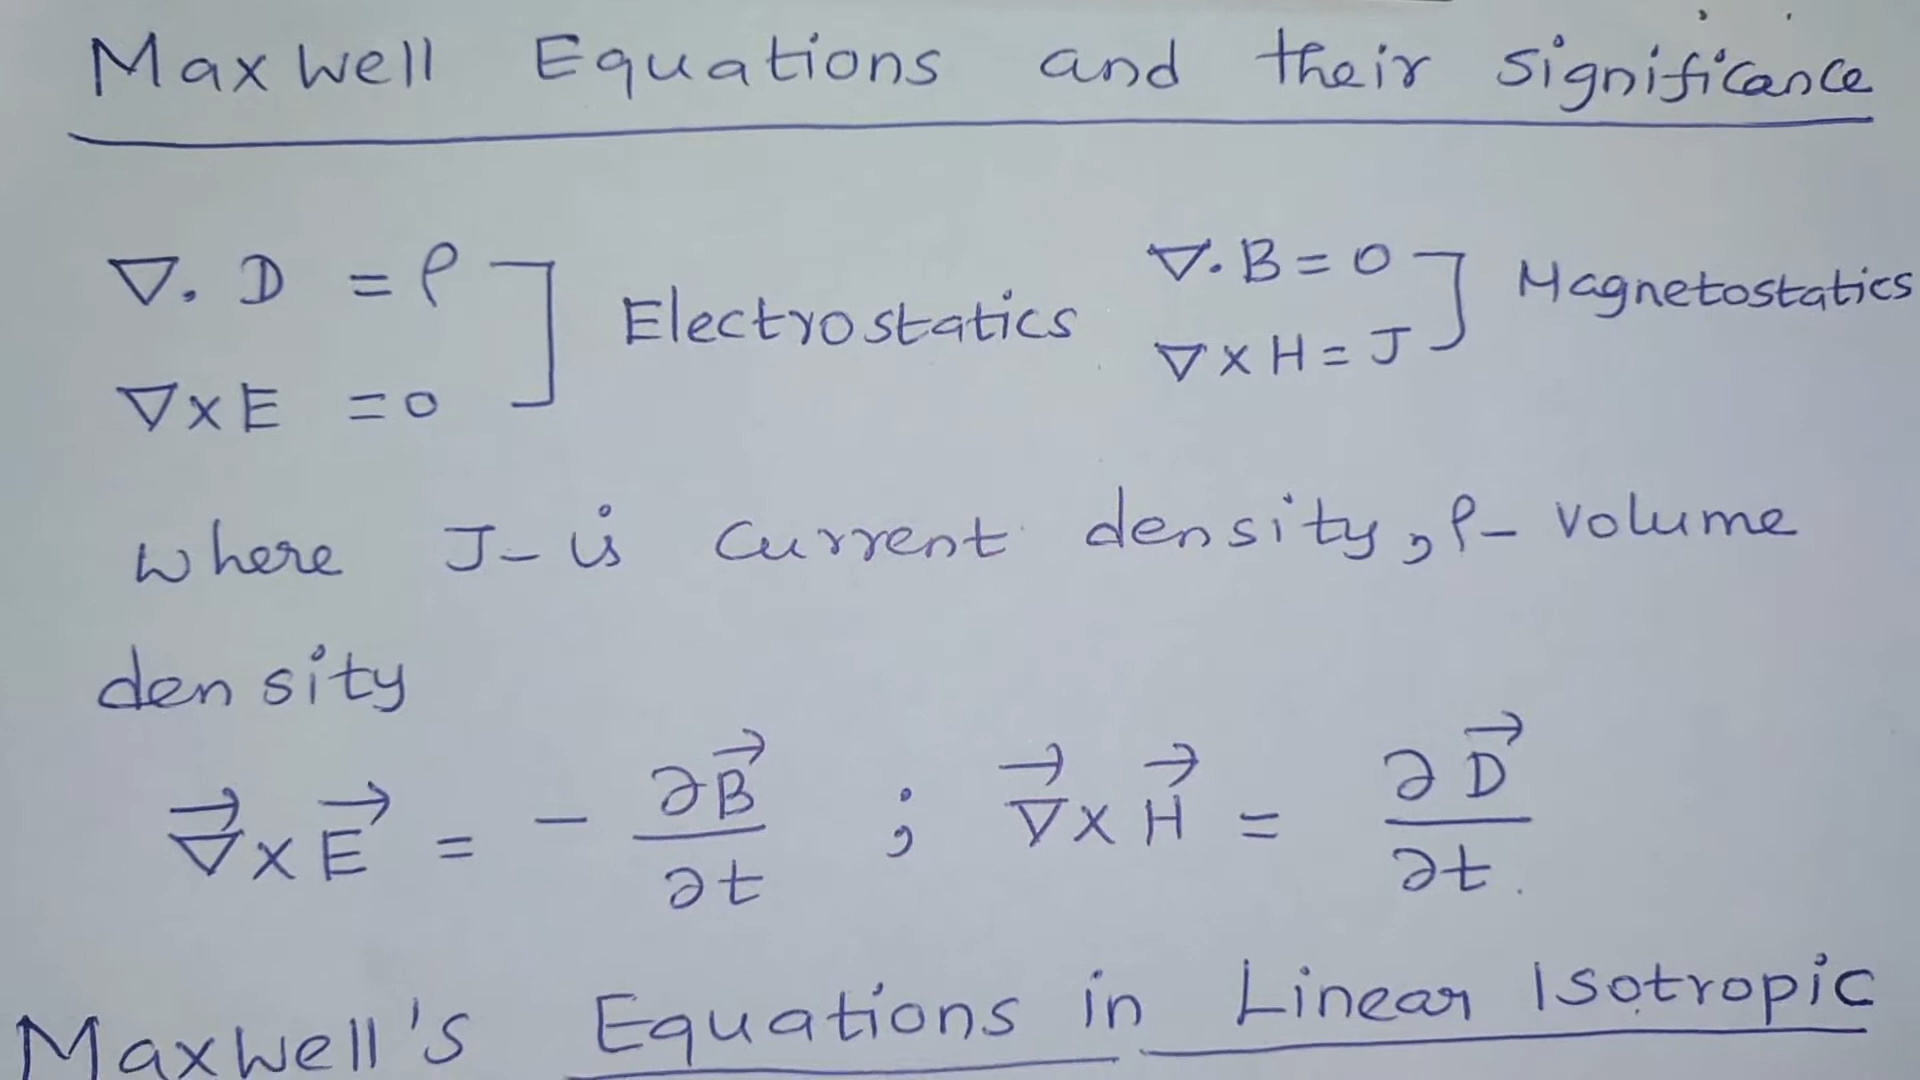 Maxwell Equations and their significance
∇. D = ρ
∇×E = 0
Electrostatics
∇. B = 0
∇×H = J
Magnetostatics
where J- is current density, ρ- volume
density
∇⃗×E⃗ = - ∂B⃗/∂t ; ∇⃗×H⃗ = ∂D⃗/∂t.
Maxwell's Equations in Linear Isotropic